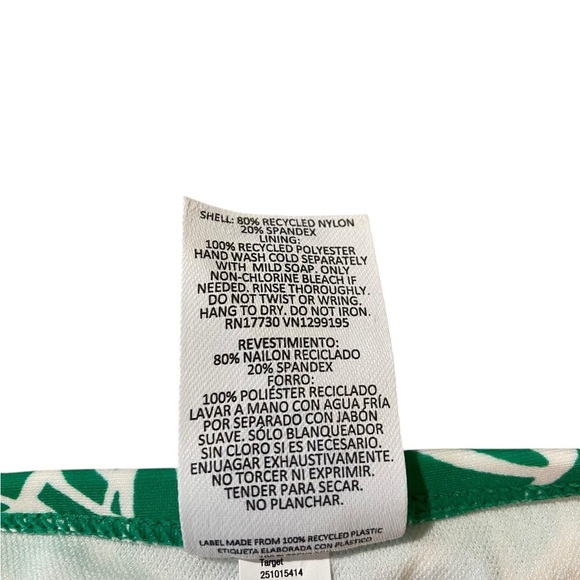 SHELL: 80% RECYCLED NYLON
20% SPANDEX
LINING:
100% RECYCLED POLYESTER
HAND WASH COLD SEPARATELY
WITH MILD SOAP. ONLY
NON-CHLORINE BLEACH IF
NEEDED. RINSE THOROUGHLY.
DO NOT TWIST OR WRING.
HANG TO DRY. DO NOT IRON.
RN17730 VN1299195
REVESTIMIENTO:
80% NAILON RECICLADO
20% SPANDEX
FORRO:
100% POLIÉSTER RECICLADO
LAVAR A MANO CON AGUA FRÍA
POR SEPARADO CON JABÓN
SUAVE. SÓLO BLANQUEADOR
SIN CLORO SI ES NECESARIO.
ENJUAGAR EXHAUSTIVAMENTE.
NO TORCER NI EXPRIMIR.
TENDER PARA SECAR.
NO PLANCHAR.
LABEL MADE FROM 100% RECYCLED PLASTIC
ETIQUETA ELABORADA CON PLÁSTICO
Target
251015414